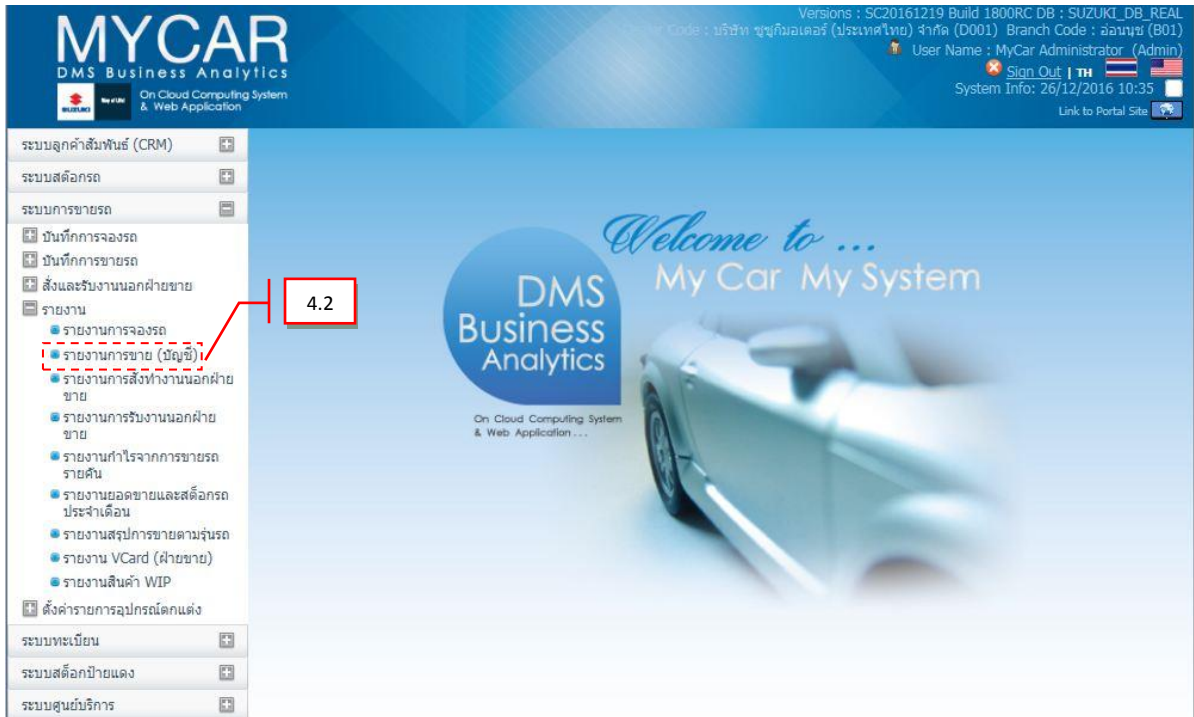 MYCAR
DMS Business Analytics
On Cloud Computing System
& Web Application
SUZUKI
Way of Life!
Versions : SC20161219 Build 1800RC DB : SUZUKI_DB_REAL
Code : บริษัท ซูซูกิมอเตอร์ (ประเทศไทย) จำกัด (D001) Branch Code : อ่อนนุช (B01)
User Name : MyCar Administrator (Admin)
Sign Out | TH
System Info: 26/12/2016 10:35
Link to Portal Site
ระบบลูกค้าสัมพันธ์ (CRM)
ระบบสต๊อกรถ
ระบบการขายรถ
บันทึกการจองรถ
บันทึกการขายรถ
สั่งและรับงานนอกฝ่ายขาย
รายงาน
รายงานการจองรถ
รายงานการขาย (บัญชี)
รายงานการสั่งทำงานนอกฝ่าย
ขาย
รายงานการรับงานนอกฝ่าย
ขาย
รายงานกำไรจากการขายรถ
รายคัน
รายงานยอดขายและสต็อกรถ
ประจำเดือน
รายงานสรุปการขายตามรุ่นรถ
รายงาน VCard (ฝ่ายขาย)
รายงานสินค้า WIP
ตั้งค่ารายการอุปกรณ์ตกแต่ง
ระบบทะเบียน
ระบบสต็อกป้ายแดง
ระบบศูนย์บริการ
4.2
Welcome to ...
My Car My System
DMS
Business
Analytics
On Cloud Computing System
& Web Application ...